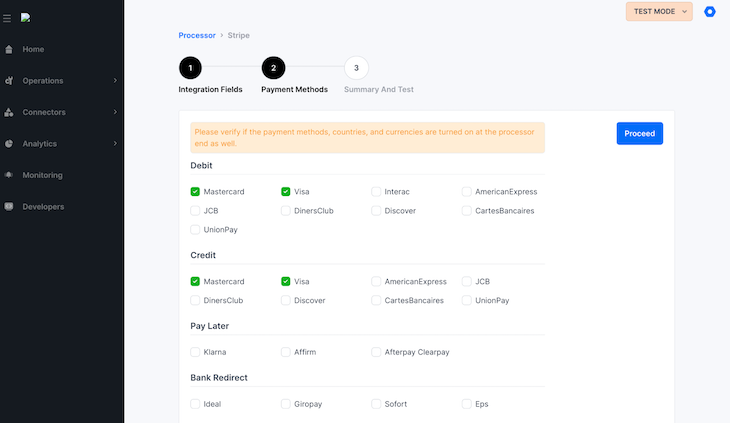 TEST MODE
Processor > Stripe
1 2 3
Integration Fields Payment Methods Summary And Test
Home
Operations
Connectors
Analytics
Monitoring
Developers
Please verify if the payment methods, countries, and currencies are turned on at the processor
end as well.
Proceed
Debit
Mastercard Visa Interac AmericanExpress
JCB DinersClub Discover CartesBancaires
UnionPay
Credit
Mastercard Visa AmericanExpress JCB
DinersClub Discover CartesBancaires UnionPay
Pay Later
Klarna Affirm Afterpay Clearpay
Bank Redirect
Ideal Giropay Sofort Eps